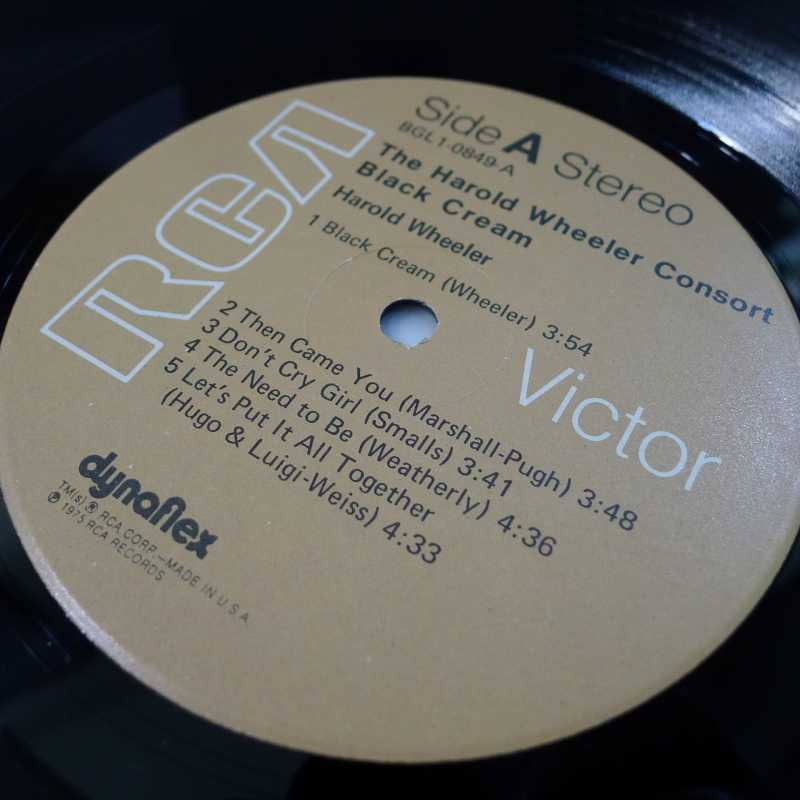 RCA
Side A Stereo
BGL1-0849-A
The Harold Wheeler Consort
Black Cream
Harold Wheeler
1 Black Cream (Wheeler) 3:54
Victor
2 Then Came You (Marshall-Pugh) 3:48
3 Don't Cry Girl (Smalls) 3:41
4 The Need to Be (Weatherly) 4:36
5 Let's Put It All Together
(Hugo & Luigi-Weiss) 4:33
dynaflex
TM(s) ® RCA CORP.—MADE IN U.S.A.
℗ 1975 RCA RECORDS